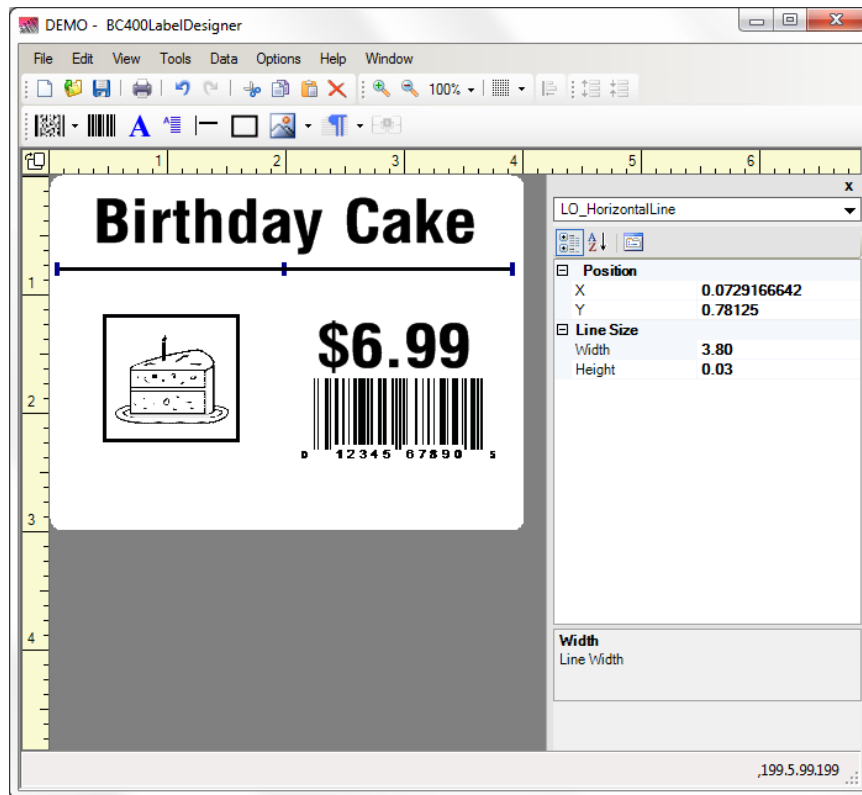 DEMO - BC400LabelDesigner
File Edit View Tools Data Options Help Window
100%
A
1 2 3 4 5 6
x
Birthday Cake
LO_HorizontalLine
A
Z
Position
X 0.0729166642
Y 0.78125
Line Size
Width 3.80
Height 0.03
1
$6.99
2
0 12345 67890 5
3
4
Width
Line Width
,199.5.99.199